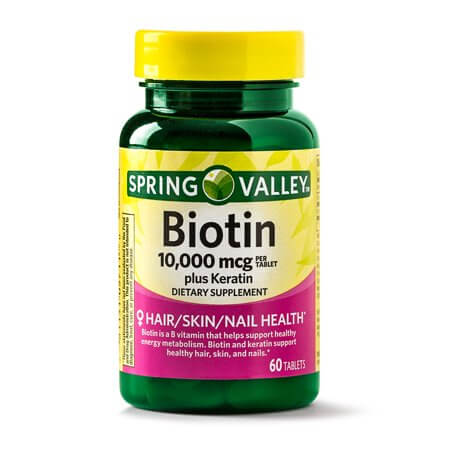 SPRING VALLEY™
Biotin
10,000 mcg PER TABLET
plus Keratin
DIETARY SUPPLEMENT
♀ HAIR/SKIN/NAIL HEALTH*
Biotin is a B vitamin that helps support healthy
energy metabolism. Biotin and keratin support
healthy hair, skin, and nails.*
60 TABLETS